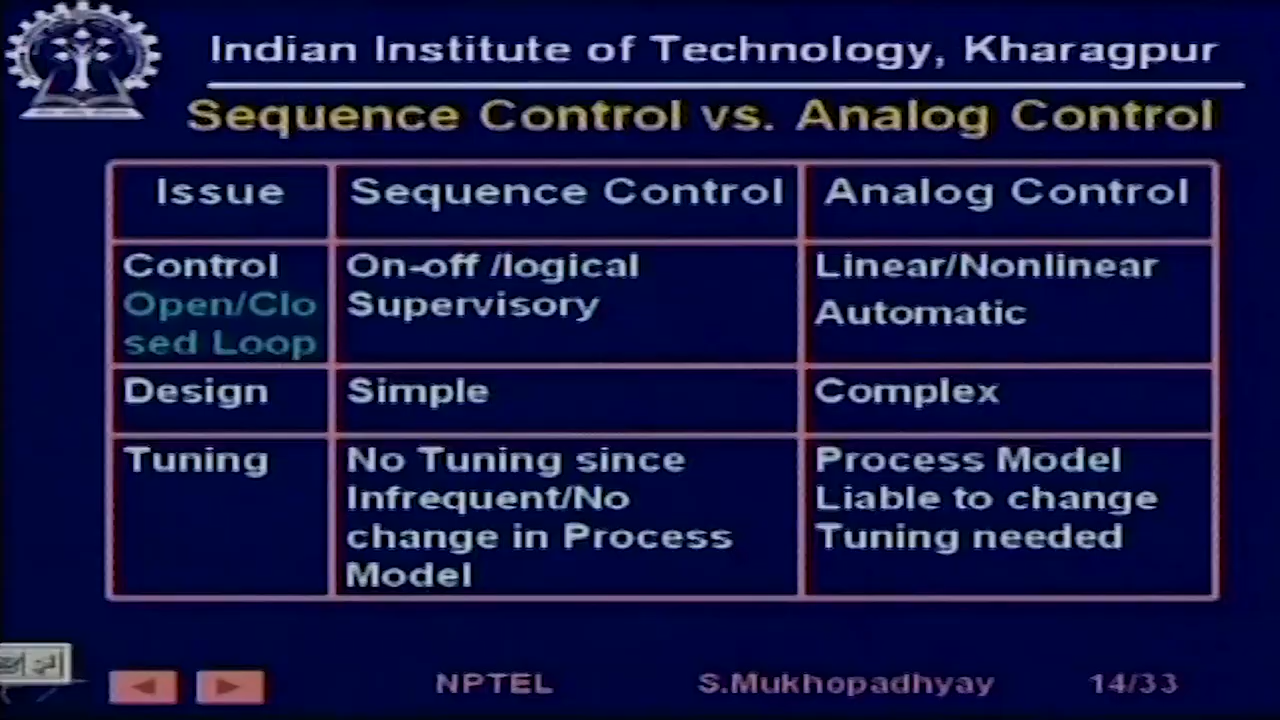 Indian Institute of Technology, Kharagpur
Sequence Control vs. Analog Control
Issue
Sequence Control
Analog Control
Control
Open/Clo
sed Loop
On-off /logical
Supervisory
Linear/Nonlinear
Automatic
Design
Simple
Complex
Tuning
No Tuning since
Infrequent/No
change in Process
Model
Process Model
Liable to change
Tuning needed
NPTEL
S.Mukhopadhyay
14/33